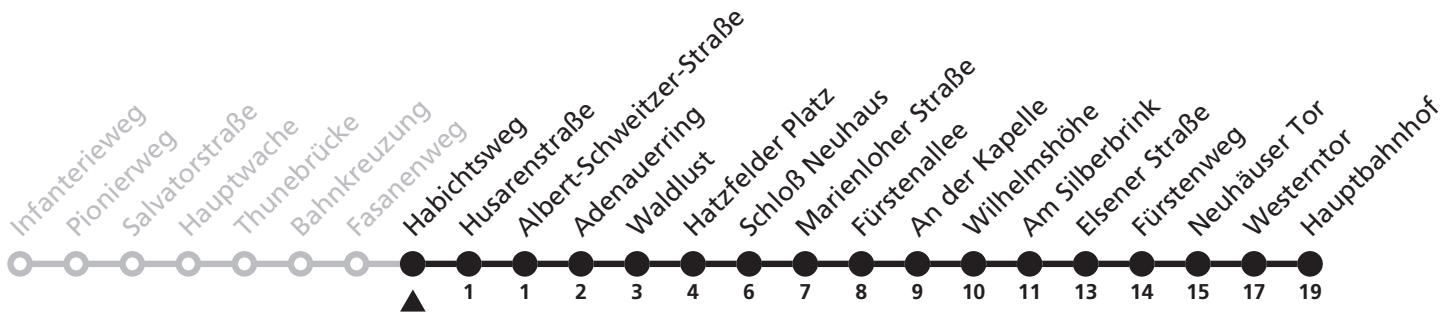 Infanterieweg
Pionierweg
Salvatorstraße
Hauptwache
Thunebrücke
Bahnkreuzung
Fasanenweg
Habichtsweg
Husarenstraße
Albert-Schweitzer-Straße
Adenauerring
Waldlust
Hatzfelder Platz
Schloß Neuhaus
Marienloher Straße
Fürstenallee
An der Kapelle
Wilhelmshöhe
Am Silberbrink
Elsener Straße
Fürstenweg
Neuhäuser Tor
Westerntor
Hauptbahnhof
1 1 2 3 4 6 7 8 9 10 11 13 14 15 17 19